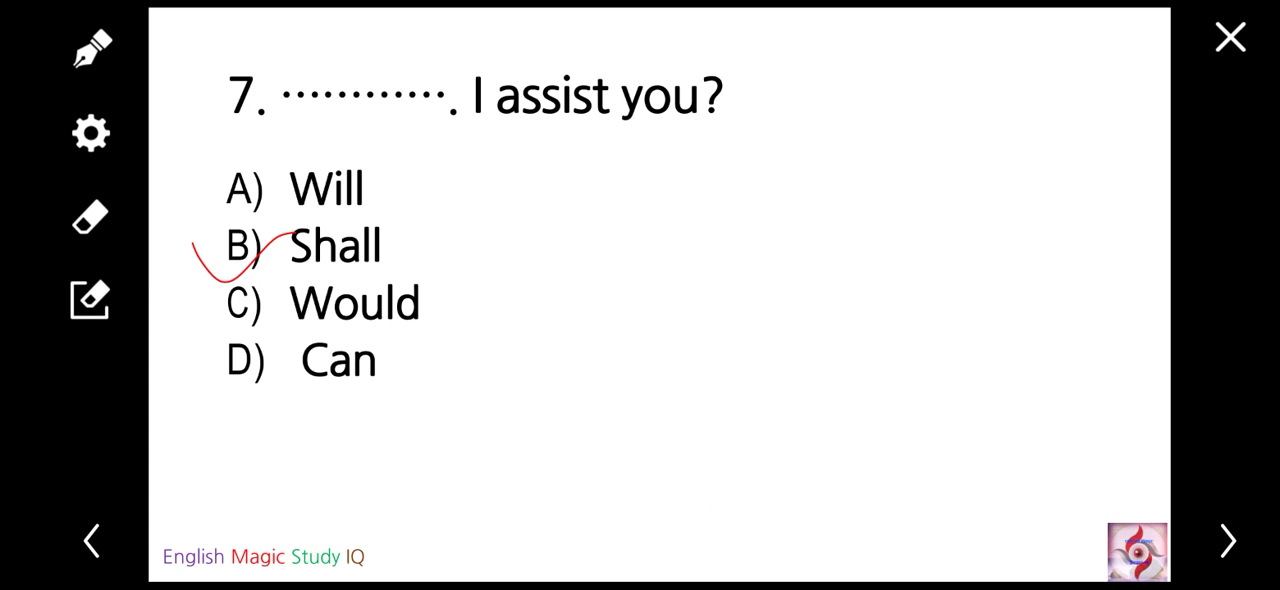 7. ............. I assist you?
A) Will
B) Shall
C) Would
D) Can
English Magic Study IQ